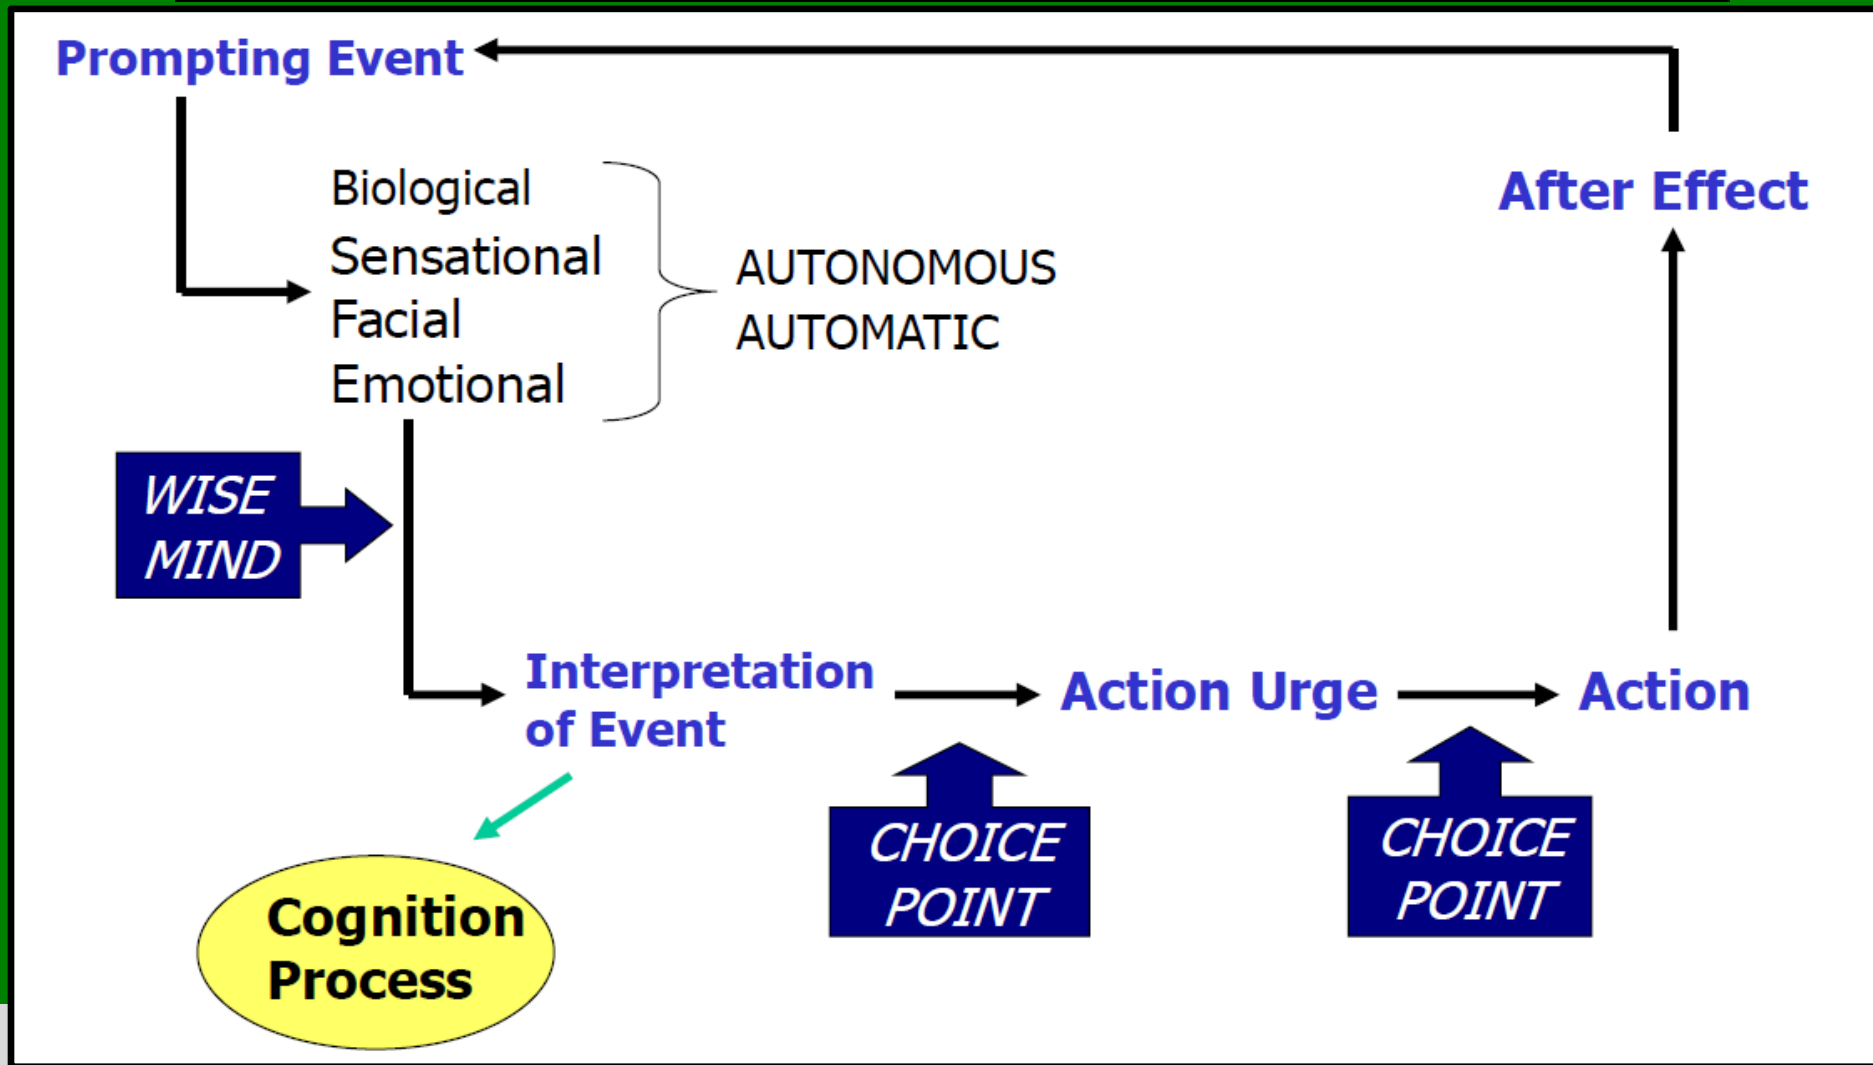 Prompting Event
Biological
Sensational
Facial
Emotional
AUTONOMOUS
AUTOMATIC
After Effect
WISE
MIND
Interpretation
of Event
Action Urge
Action
CHOICE
POINT
CHOICE
POINT
Cognition
Process